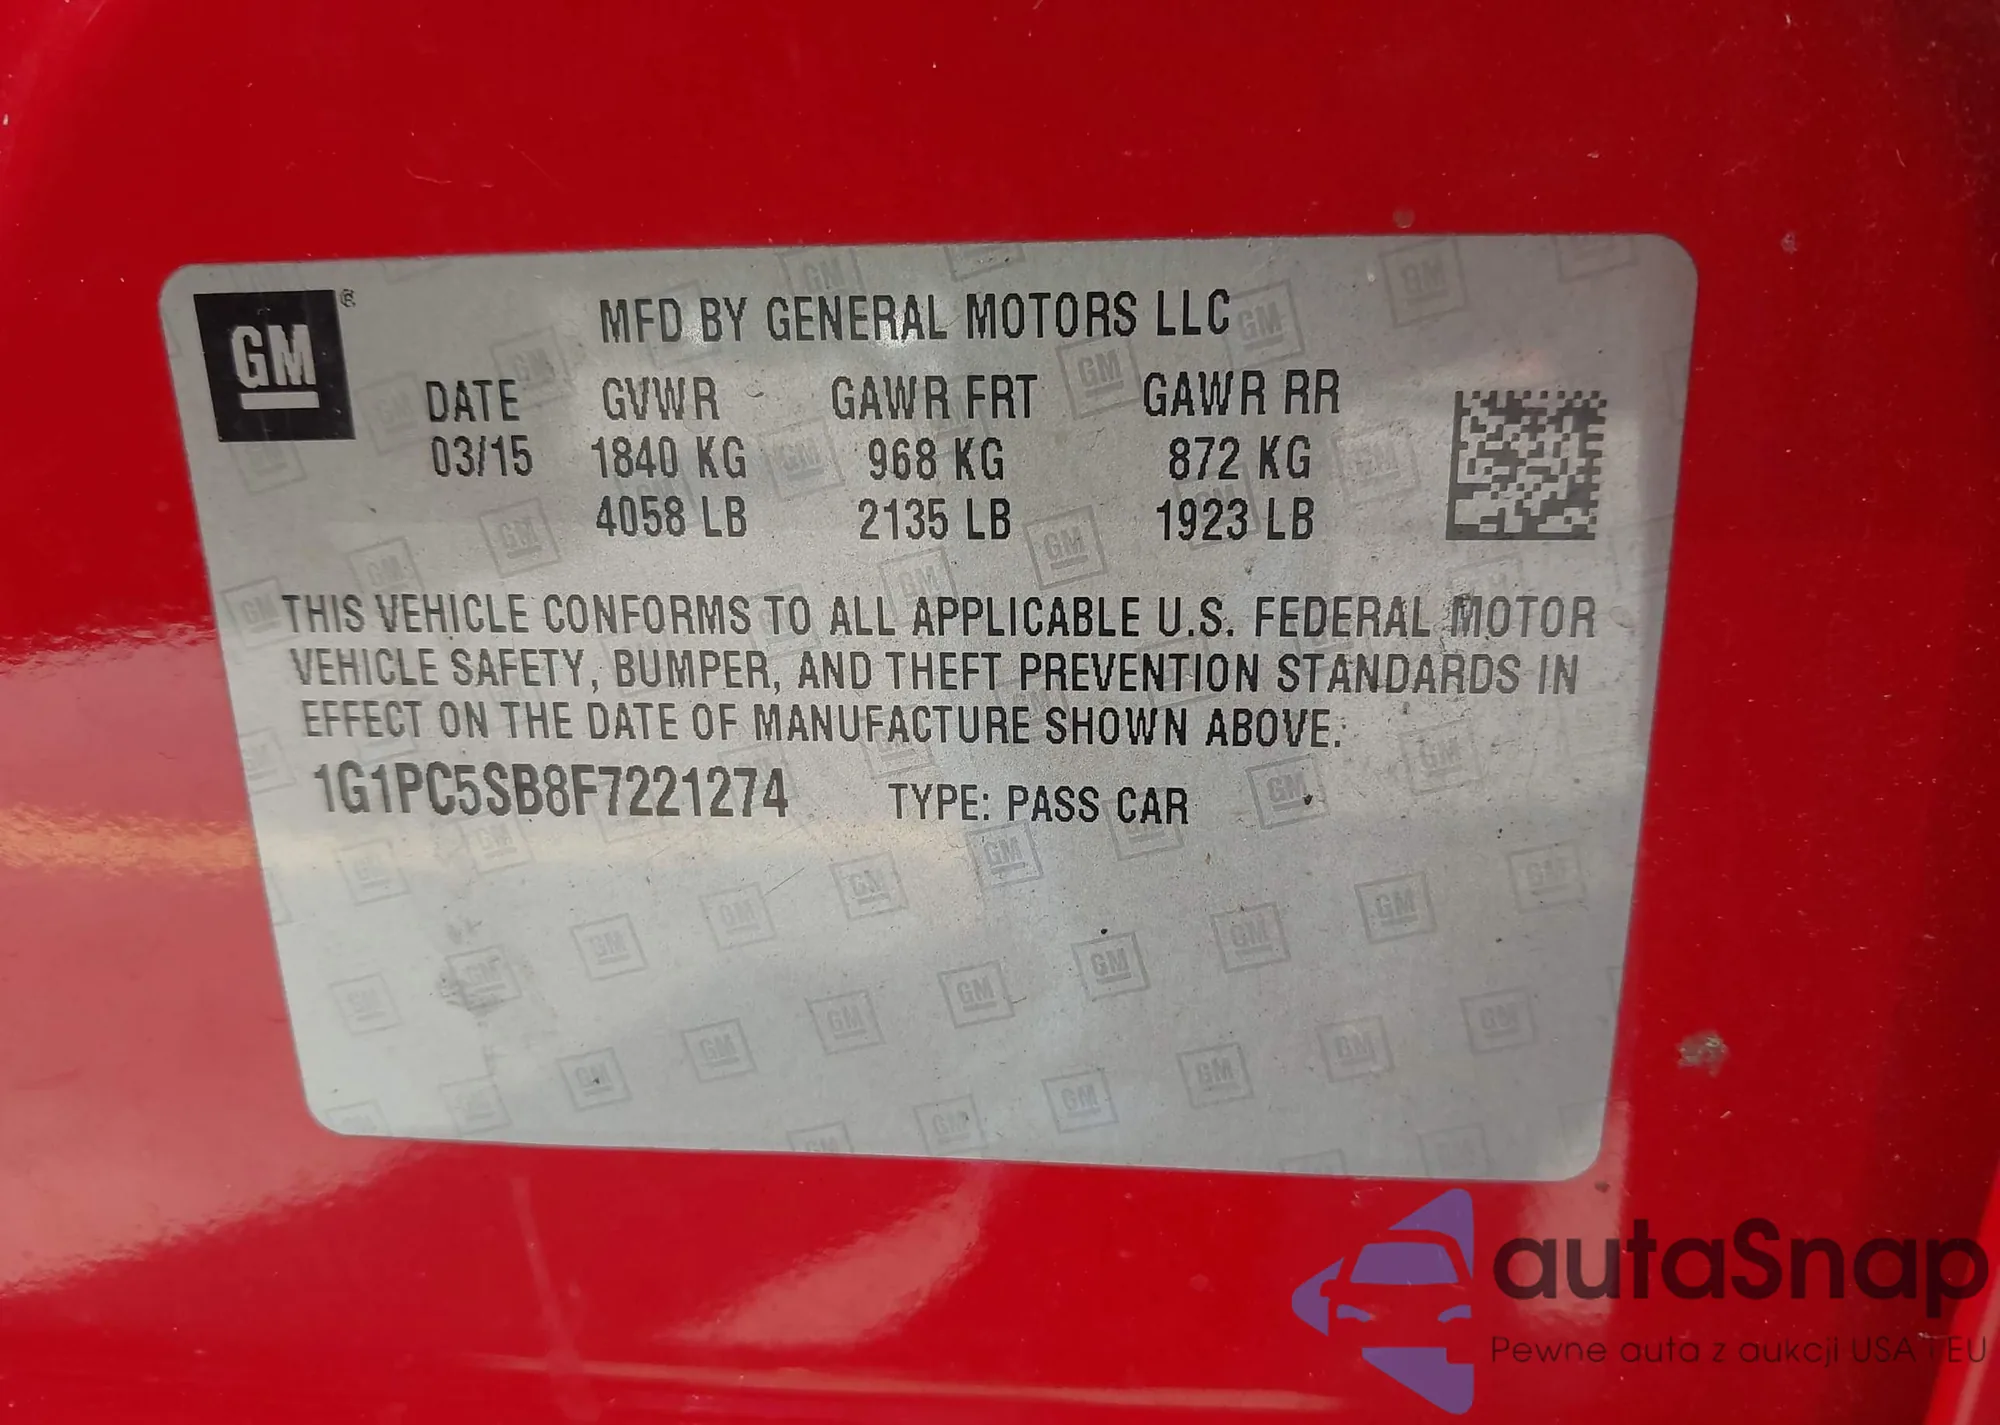 GM ®
MFD BY GENERAL MOTORS LLC
DATE GVWR GAWR FRT GAWR RR
03/15 1840 KG 968 KG 872 KG
4058 LB 2135 LB 1923 LB
THIS VEHICLE CONFORMS TO ALL APPLICABLE U.S. FEDERAL MOTOR
VEHICLE SAFETY, BUMPER, AND THEFT PREVENTION STANDARDS IN
EFFECT ON THE DATE OF MANUFACTURE SHOWN ABOVE.
1G1PC5SB8F7221274 TYPE: PASS CAR
autaSnap
Pewne auta z aukcji USA i EU